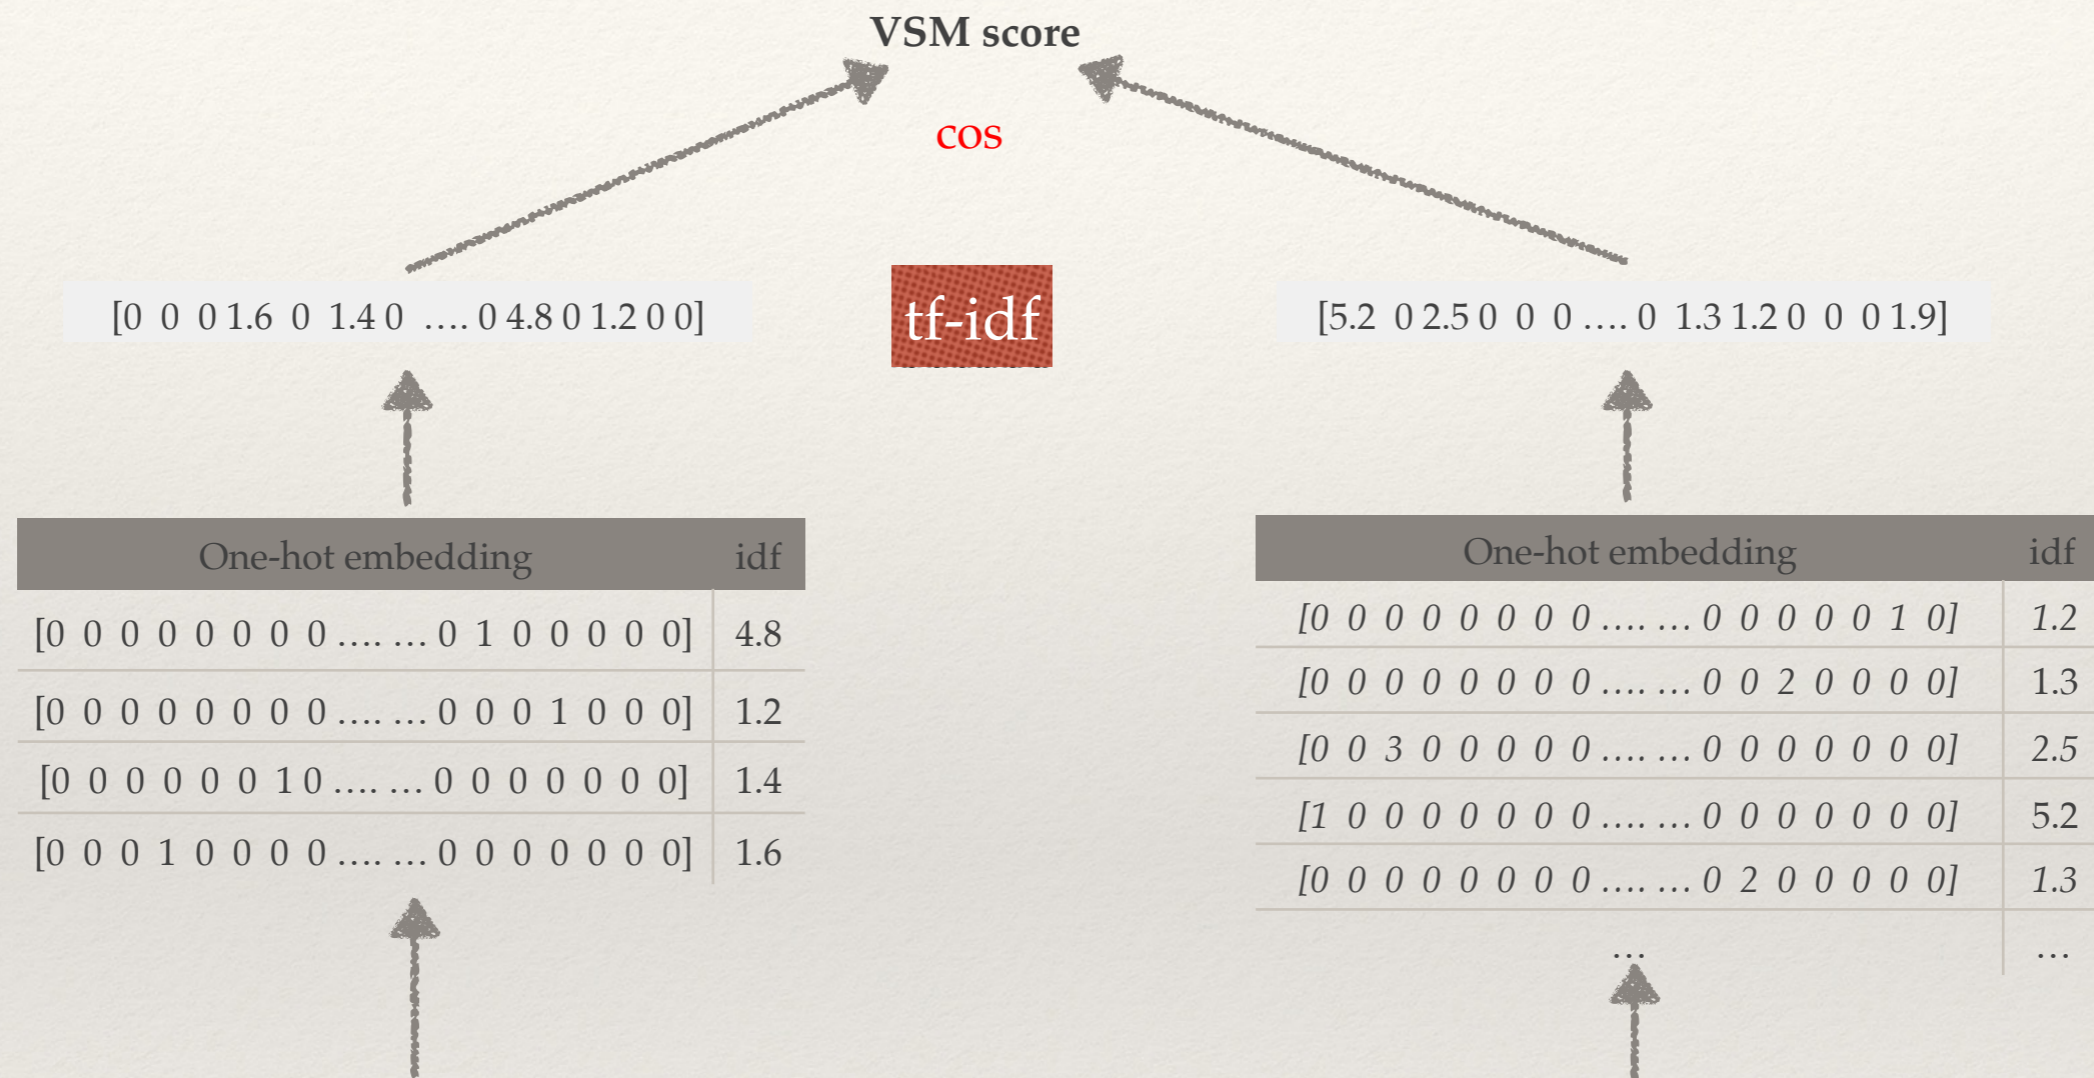 VSM score
cos
[0 0 0 1.6 0 1.4 0 .... 0 4.8 0 1.2 0 0]
tf-idf
[5.2 0 2.5 0 0 0 .... 0 1.3 1.2 0 0 0 1.9]
One-hot embedding idf
[0 0 0 0 0 0 0 0 .... ... 0 1 0 0 0 0 0] 4.8
[0 0 0 0 0 0 0 0 .... ... 0 0 0 1 0 0 0] 1.2
[0 0 0 0 0 0 1 0 .... ... 0 0 0 0 0 0 0] 1.4
[0 0 0 1 0 0 0 0 .... ... 0 0 0 0 0 0 0] 1.6
One-hot embedding idf
[0 0 0 0 0 0 0 0 .... ... 0 0 0 0 0 1 0] 1.2
[0 0 0 0 0 0 0 0 .... ... 0 0 2 0 0 0 0] 1.3
[0 0 3 0 0 0 0 0 .... ... 0 0 0 0 0 0 0] 2.5
[1 0 0 0 0 0 0 0 .... ... 0 0 0 0 0 0 0] 5.2
[0 0 0 0 0 0 0 0 .... ... 0 2 0 0 0 0 0] 1.3
... ...